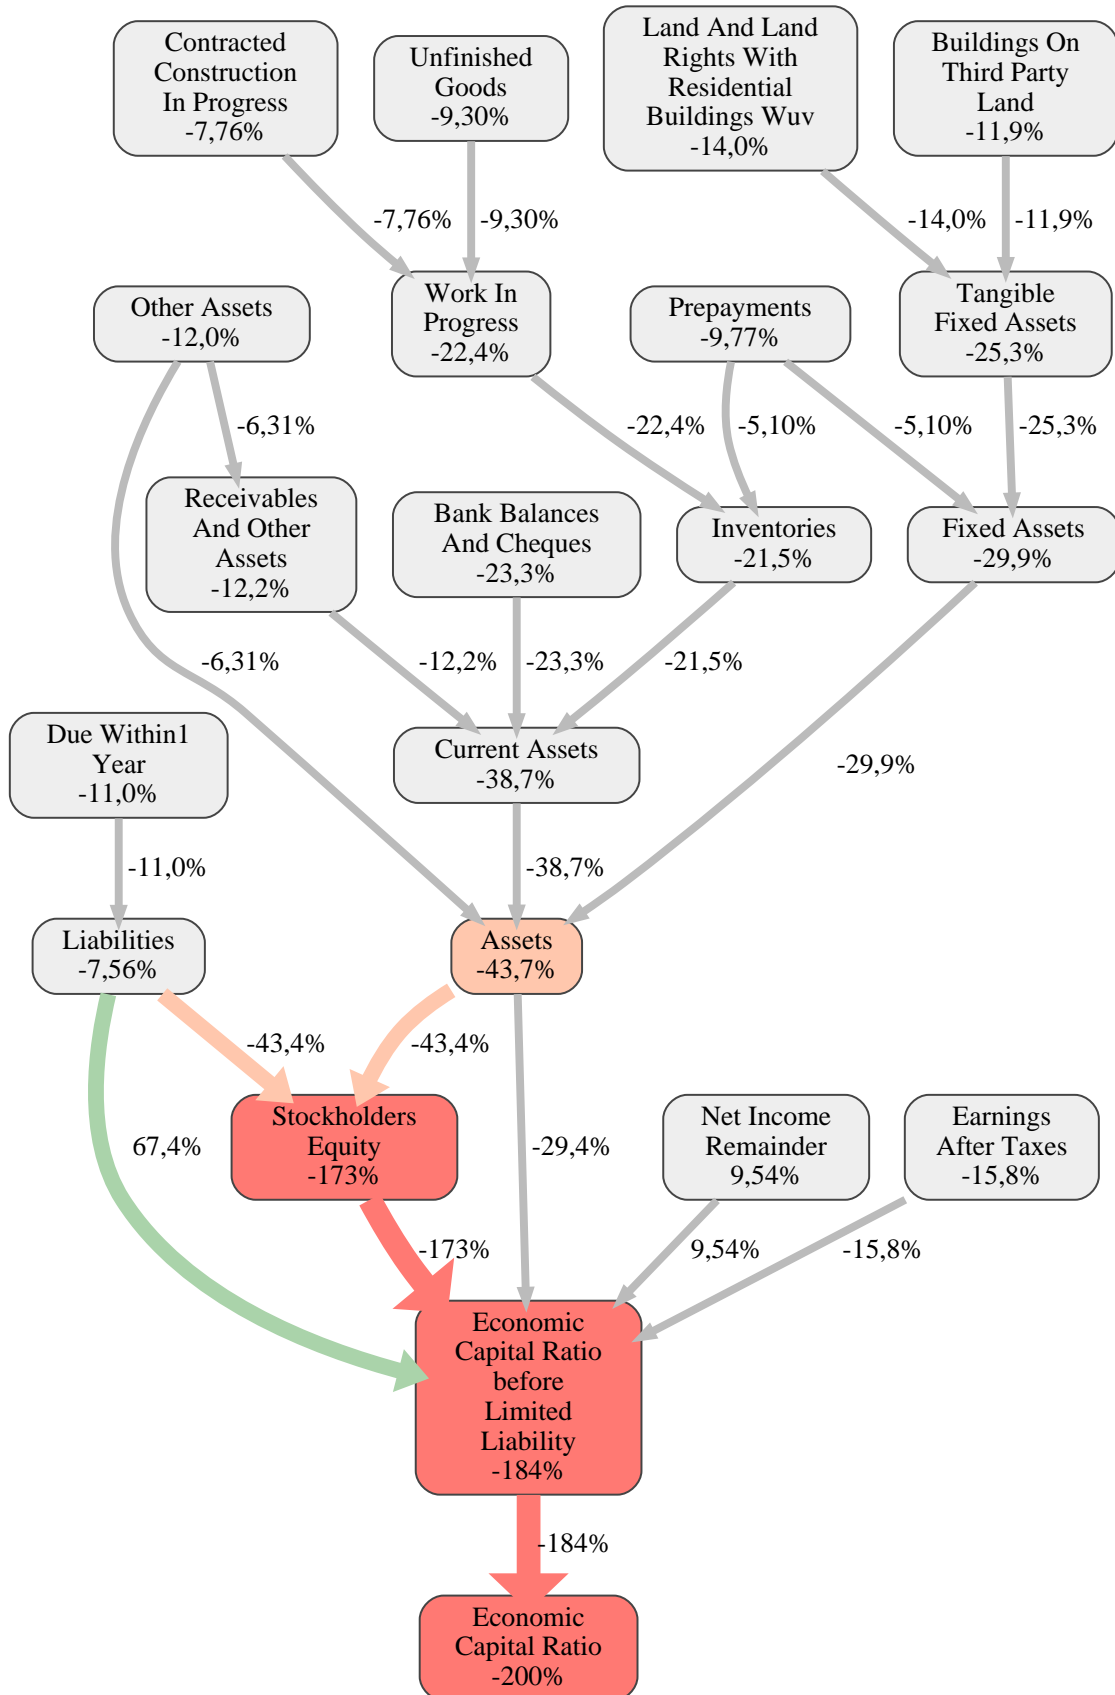 Contracted
Construction
In Progress
-7,76%
Unfinished
Goods
-9,30%
Land And Land
Rights With
Residential
Buildings Wuv
-14,0%
Buildings On
Third Party
Land
-11,9%
-7,76%
-9,30%
-14,0%
-11,9%
Other Assets
-12,0%
Work In
Progress
-22,4%
Prepayments
-9,77%
Tangible
Fixed Assets
-25,3%
-6,31%
-22,4%
-5,10%
-5,10%
-25,3%
Receivables
And Other
Assets
-12,2%
Bank Balances
And Cheques
-23,3%
Inventories
-21,5%
Fixed Assets
-29,9%
-6,31%
-12,2%
-23,3%
-21,5%
-29,9%
Due Within1
Year
-11,0%
Current Assets
-38,7%
-11,0%
-38,7%
Liabilities
-7,56%
Assets
-43,7%
-43,4%
-43,4%
67,4%
Stockholders
Equity
-173%
-29,4%
Net Income
Remainder
9,54%
Earnings
After Taxes
-15,8%
-173%
9,54%
-15,8%
Economic
Capital Ratio
before
Limited
Liability
-184%
-184%
Economic
Capital Ratio
-200%